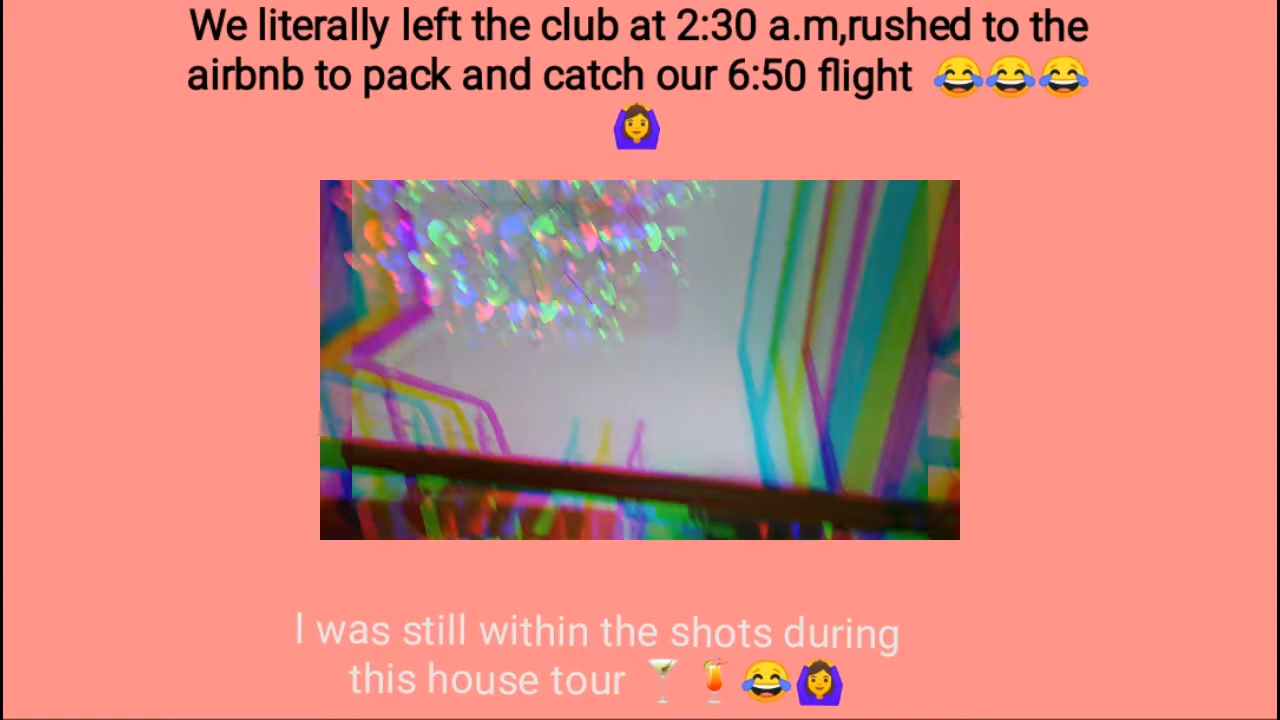 We literally left the club at 2:30 a.m,rushed to the
airbnb to pack and catch our 6:50 flight 😂😂😂
🙆‍♀️
I was still within the shots during
this house tour 🍸🍹😂🙆‍♀️